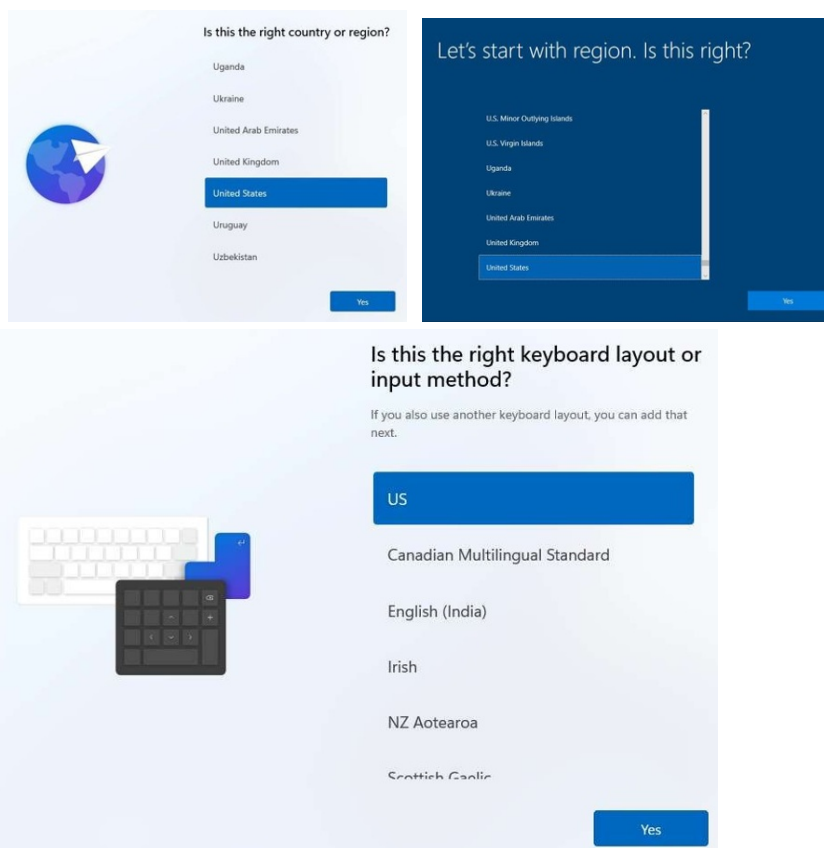 Is this the right country or region?
Uganda
Ukraine
United Arab Emirates
United Kingdom
United States
Uruguay
Uzbekistan
Yes
Let's start with region. Is this right?
U.S. Minor Outlying Islands
U.S. Virgin Islands
Uganda
Ukraine
United Arab Emirates
United Kingdom
United States
Yes
Is this the right keyboard layout or
input method?
If you also use another keyboard layout, you can add that
next.
US
Canadian Multilingual Standard
English (India)
Irish
NZ Aotearoa
Scottish Gaelic
Yes